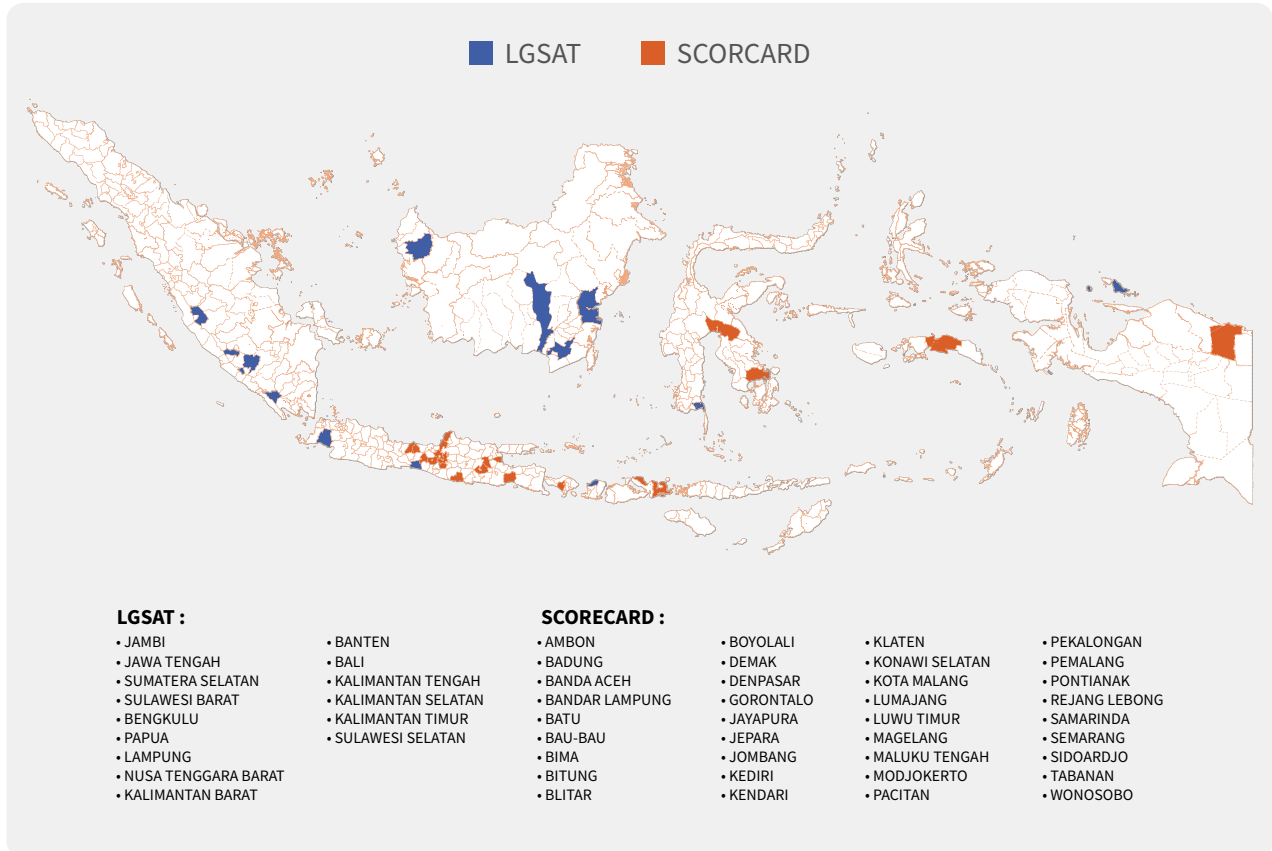 LGSAT
SCORCARD
LGSAT :
• JAMBI
• JAWA TENGAH
• SUMATERA SELATAN
• SULAWESI BARAT
• BENGKULU
• PAPUA
• LAMPUNG
• NUSA TENGGARA BARAT
• KALIMANTAN BARAT
• BANTEN
• BALI
• KALIMANTAN TENGAH
• KALIMANTAN SELATAN
• KALIMANTAN TIMUR
• SULAWESI SELATAN
SCORECARD :
• AMBON
• BADUNG
• BANDA ACEH
• BANDAR LAMPUNG
• BATU
• BAU-BAU
• BIMA
• BITUNG
• BLITAR
• BOYOLALI
• DEMAK
• DENPASAR
• GORONTALO
• JAYAPURA
• JEPARA
• JOMBANG
• KEDIRI
• KENDARI
• KLATEN
• KONAWI SELATAN
• KOTA MALANG
• LUMAJANG
• LUWU TIMUR
• MAGELANG
• MALUKU TENGAH
• MODJOKERTO
• PACITAN
• PEKALONGAN
• PEMALANG
• PONTIANAK
• REJANG LEBONG
• SAMARINDA
• SEMARANG
• SIDOARDJO
• TABANAN
• WONOSOBO